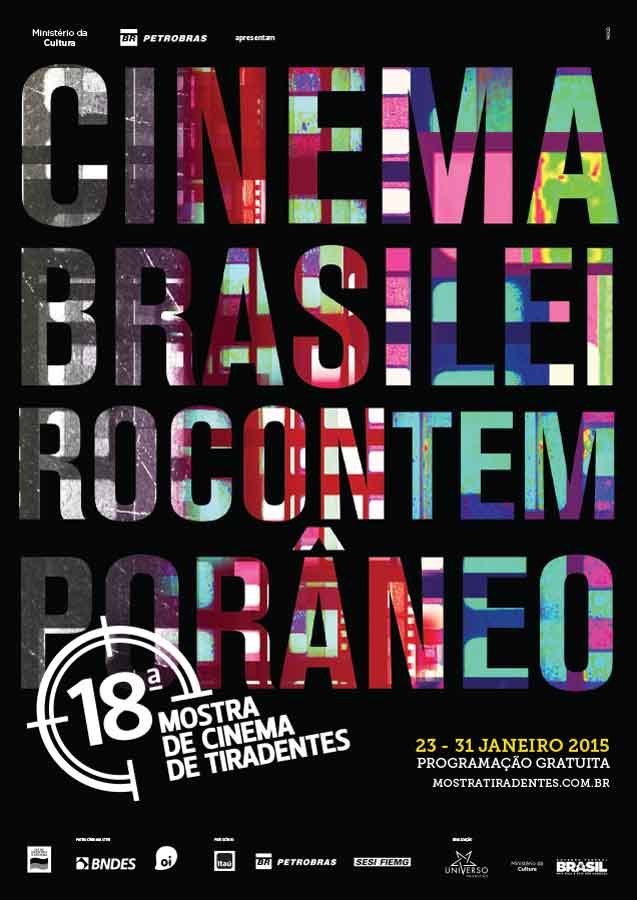 Ministério da
Cultura
BR PETROBRAS
apresentam
CINEMA
BRASILEI
ROCONTEM
PORÂNEO
18ª
MOSTRA
DE CINEMA
DE TIRADENTES
23 - 31 JANEIRO 2015
PROGRAMAÇÃO GRATUITA
MOSTRATIRADENTES.COM.BR
BNDES
oi
Itaú
BR PETROBRAS
SESI FIEMG
UNIVERSO
Ministério da
Cultura
BRASIL